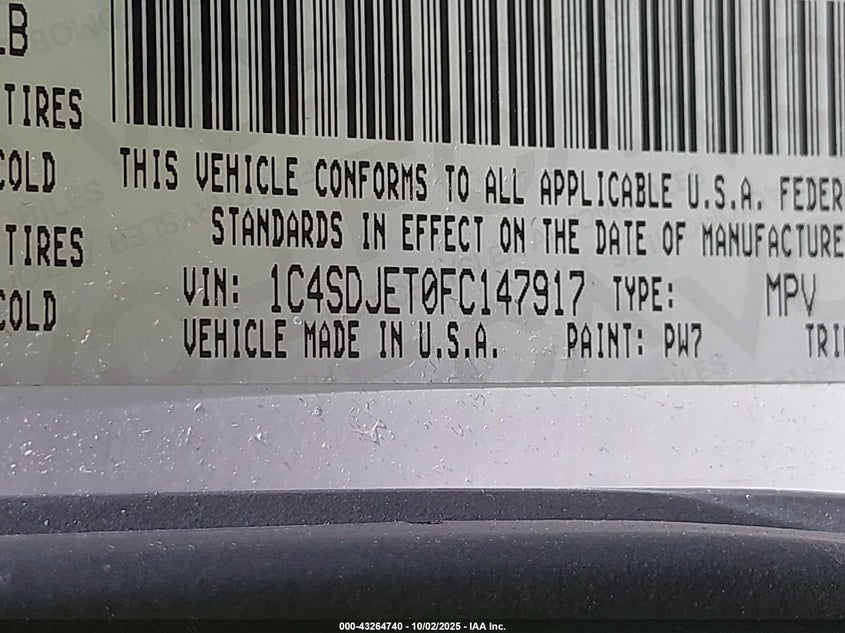 LB
TIRES
COLD
TIRES
COLD
THIS VEHICLE CONFORMS TO ALL APPLICABLE U.S.A. FEDER
STANDARDS IN EFFECT ON THE DATE OF MANUFACTURE
VIN: 1C4SDJET0FC147917 TYPE: MPV
VEHICLE MADE IN U.S.A. PAINT: PW7 TRI
000-43264740 - 10/02/2025 - IAA Inc.